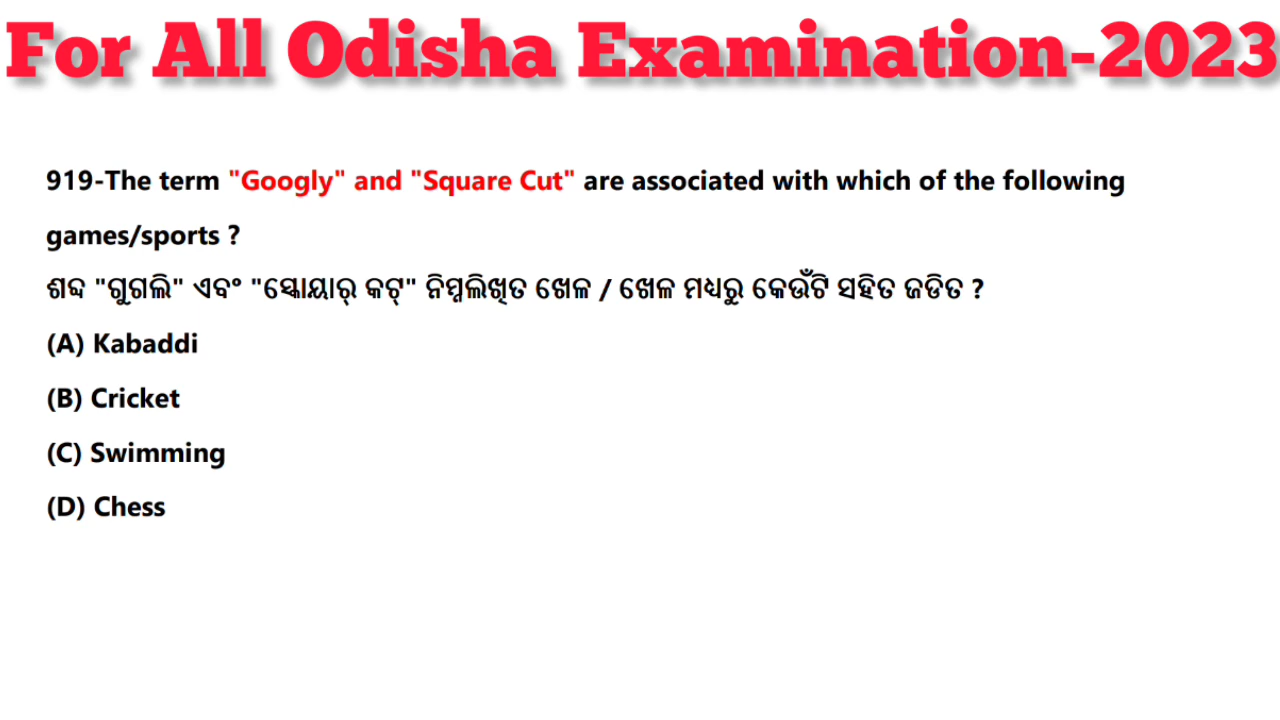 For All Odisha Examination-2023
919-The term "Googly" and "Square Cut" are associated with which of the following
games/sports ?
ଶବ୍ଦ "ଗୁଗଲି" ଏବଂ "ସ୍କୋୟାର୍ କଟ୍" ନିମ୍ନଲିଖିତ ଖେଳ / ଖେଳ ମଧ୍ୟରୁ କେଉଁଟି ସହିତ ଜଡିତ ?
(A) Kabaddi
(B) Cricket
(C) Swimming
(D) Chess